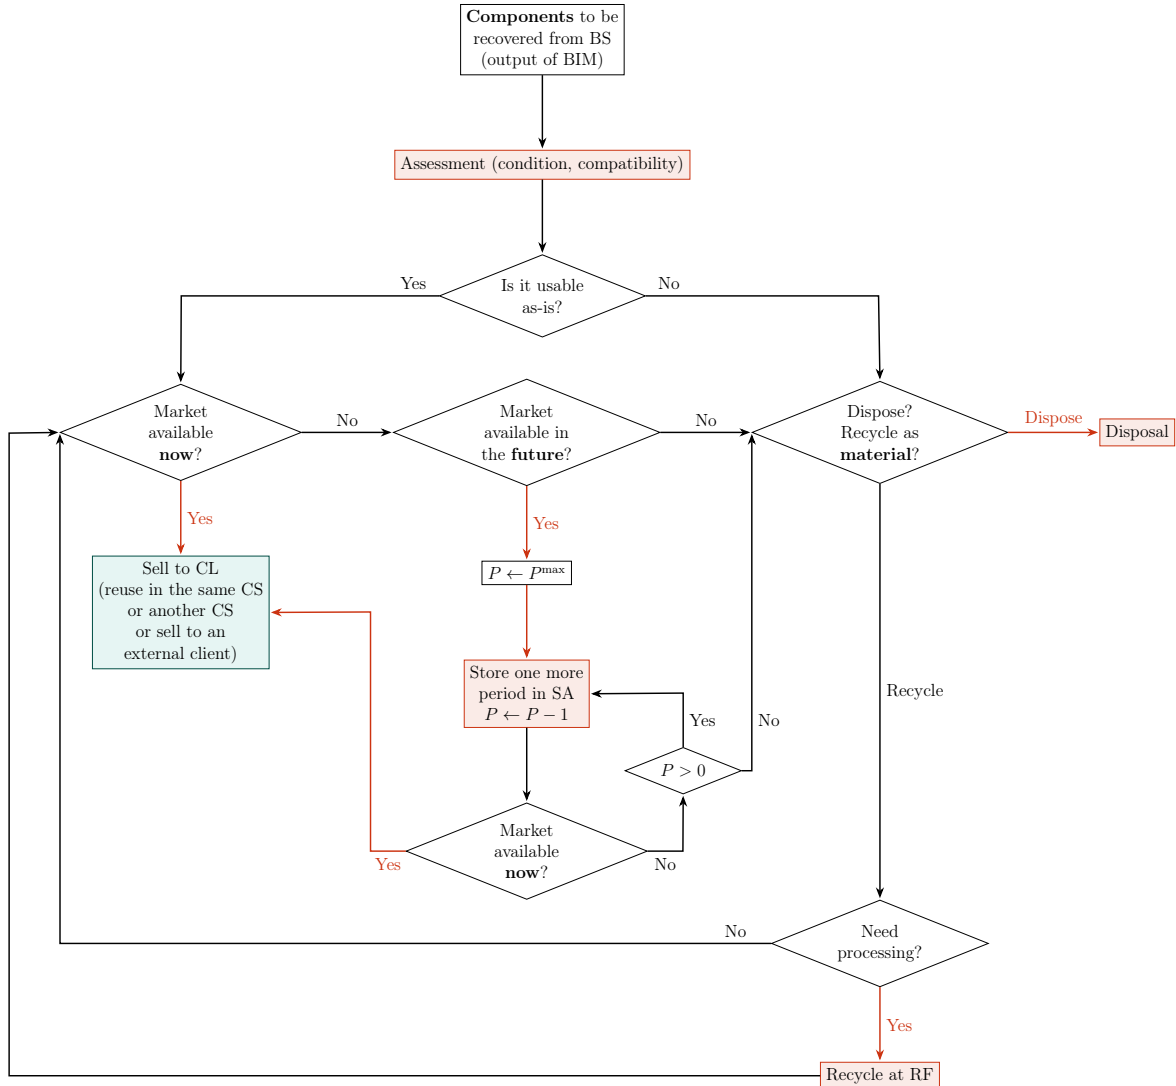 Components to be
recovered from BS
(output of BIM)
Assessment (condition, compatibility)
Is it usable
as-is?
Yes
No
Market
available
now?
No
Market
available in
the future?
No
Dispose?
Recycle as
material?
Dispose
Disposal
Yes
Yes
Sell to CL
(reuse in the same CS
or another CS
or sell to an
external client)
P ← P^max
Store one more
period in SA
P ← P − 1
Yes
No
Recycle
P > 0
Market
available
now?
Yes
No
No
Need
processing?
Yes
Recycle at RF